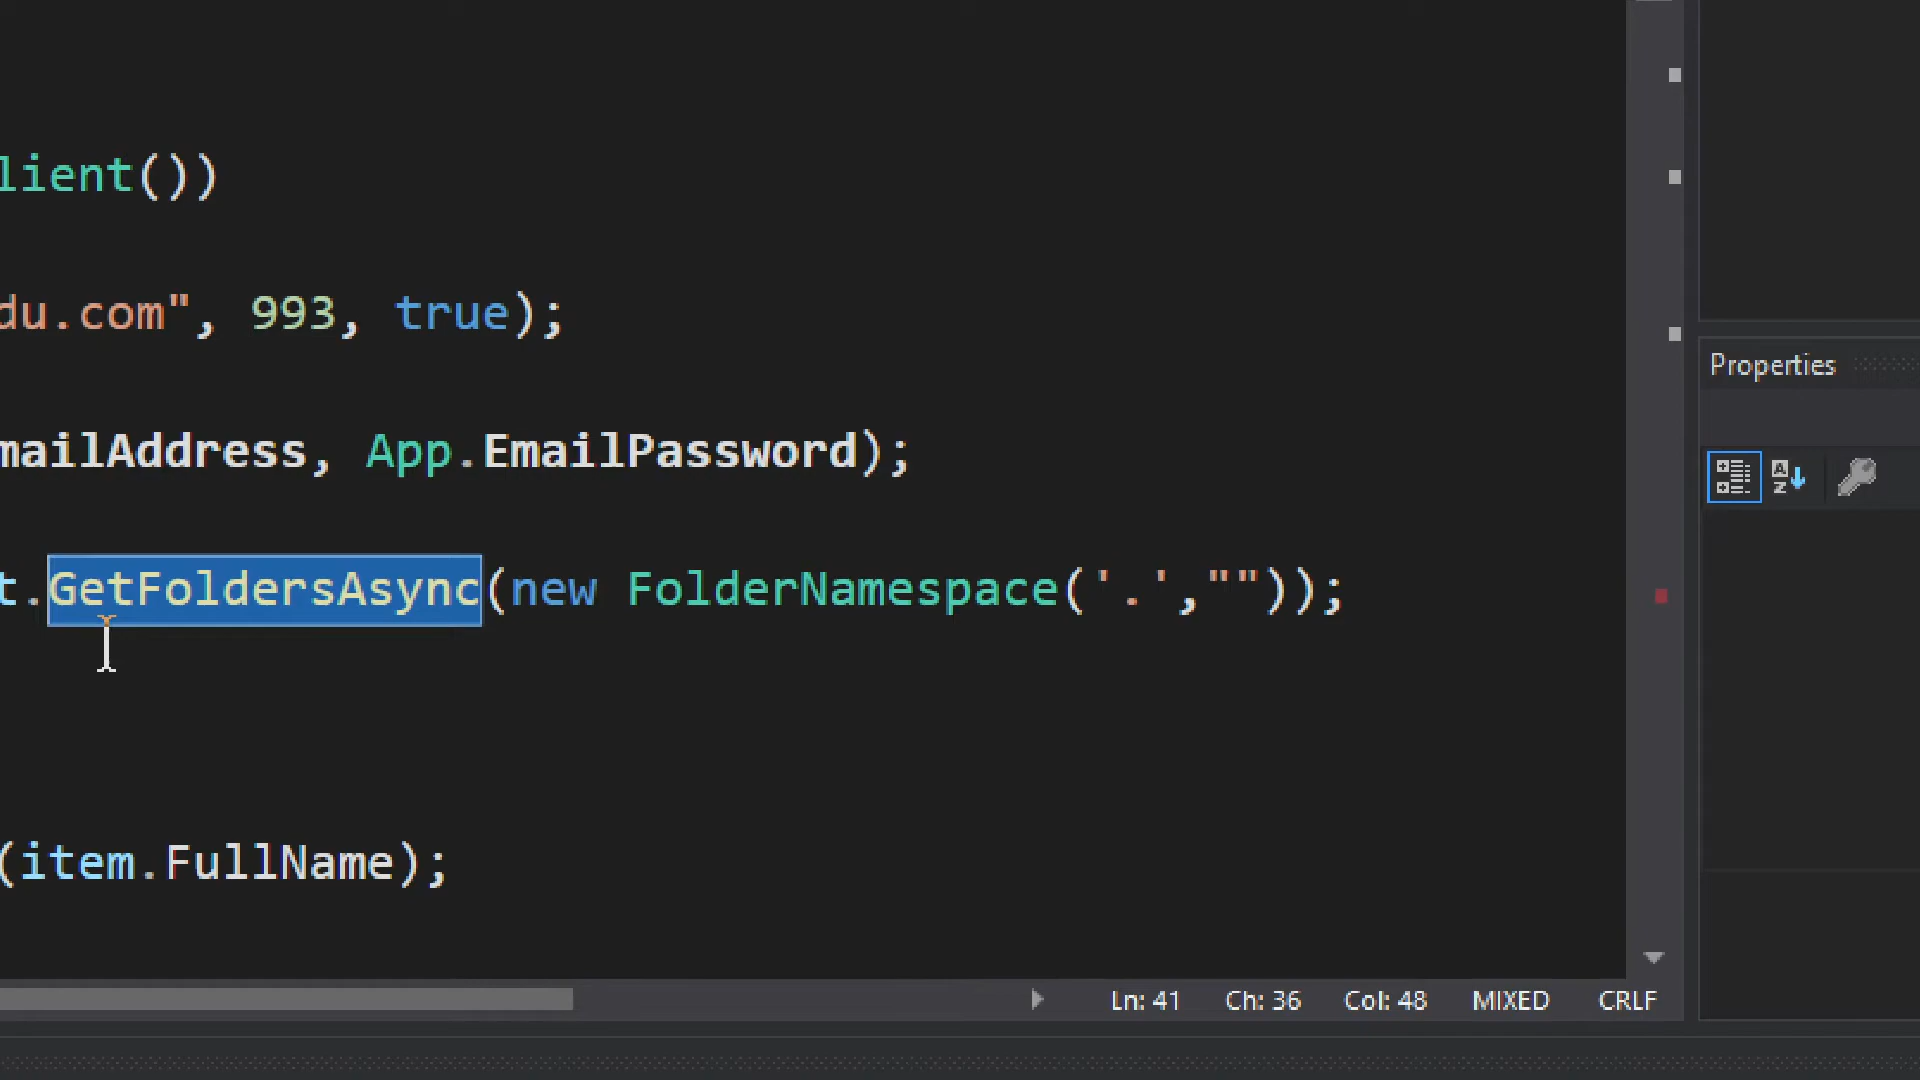 lient())
du.com", 993, true);
mailAddress, App.EmailPassword);
t.GetFoldersAsync(new FolderNamespace('.',""));
(item.FullName);
Properties
Ln: 41 Ch: 36 Col: 48 MIXED CRLF